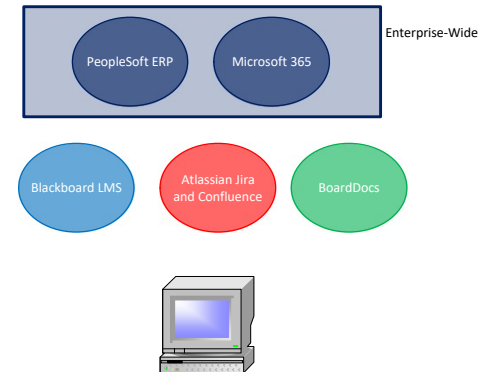 Enterprise-Wide
PeopleSoft ERP
Microsoft 365
Blackboard LMS
Atlassian Jira
and Confluence
BoardDocs